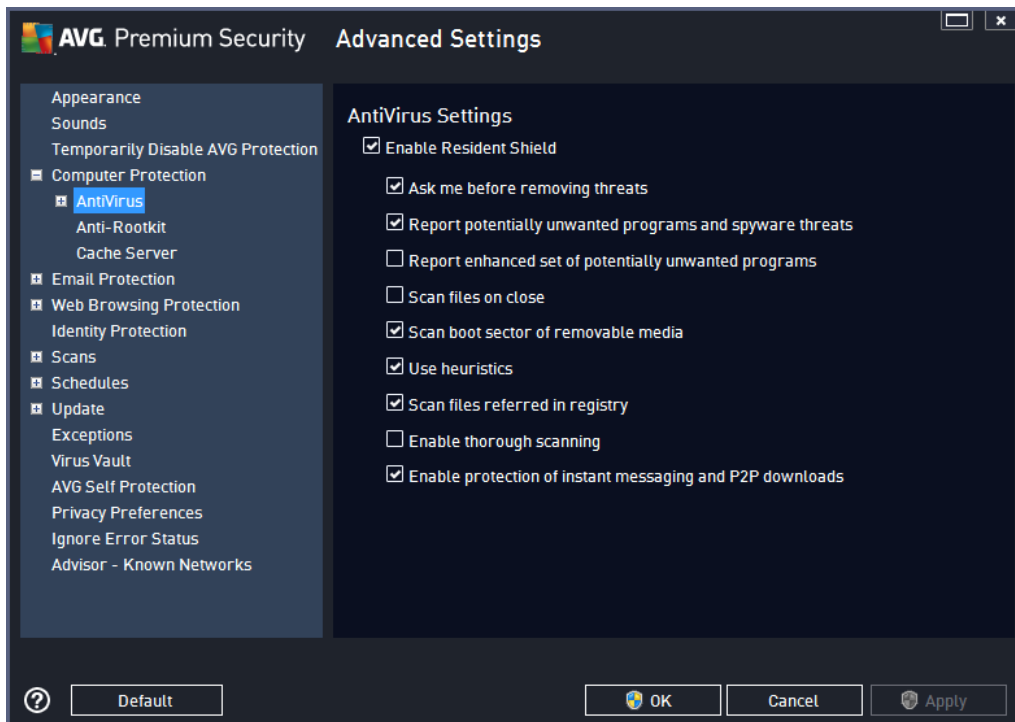 AVG. Premium Security
Advanced Settings
Appearance
Sounds
Temporarily Disable AVG Protection
Computer Protection
AntiVirus
Anti-Rootkit
Cache Server
Email Protection
Web Browsing Protection
Identity Protection
Scans
Schedules
Update
Exceptions
Virus Vault
AVG Self Protection
Privacy Preferences
Ignore Error Status
Advisor - Known Networks
AntiVirus Settings
Enable Resident Shield
Ask me before removing threats
Report potentially unwanted programs and spyware threats
Report enhanced set of potentially unwanted programs
Scan files on close
Scan boot sector of removable media
Use heuristics
Scan files referred in registry
Enable thorough scanning
Enable protection of instant messaging and P2P downloads
? Default
OK
Cancel
Apply